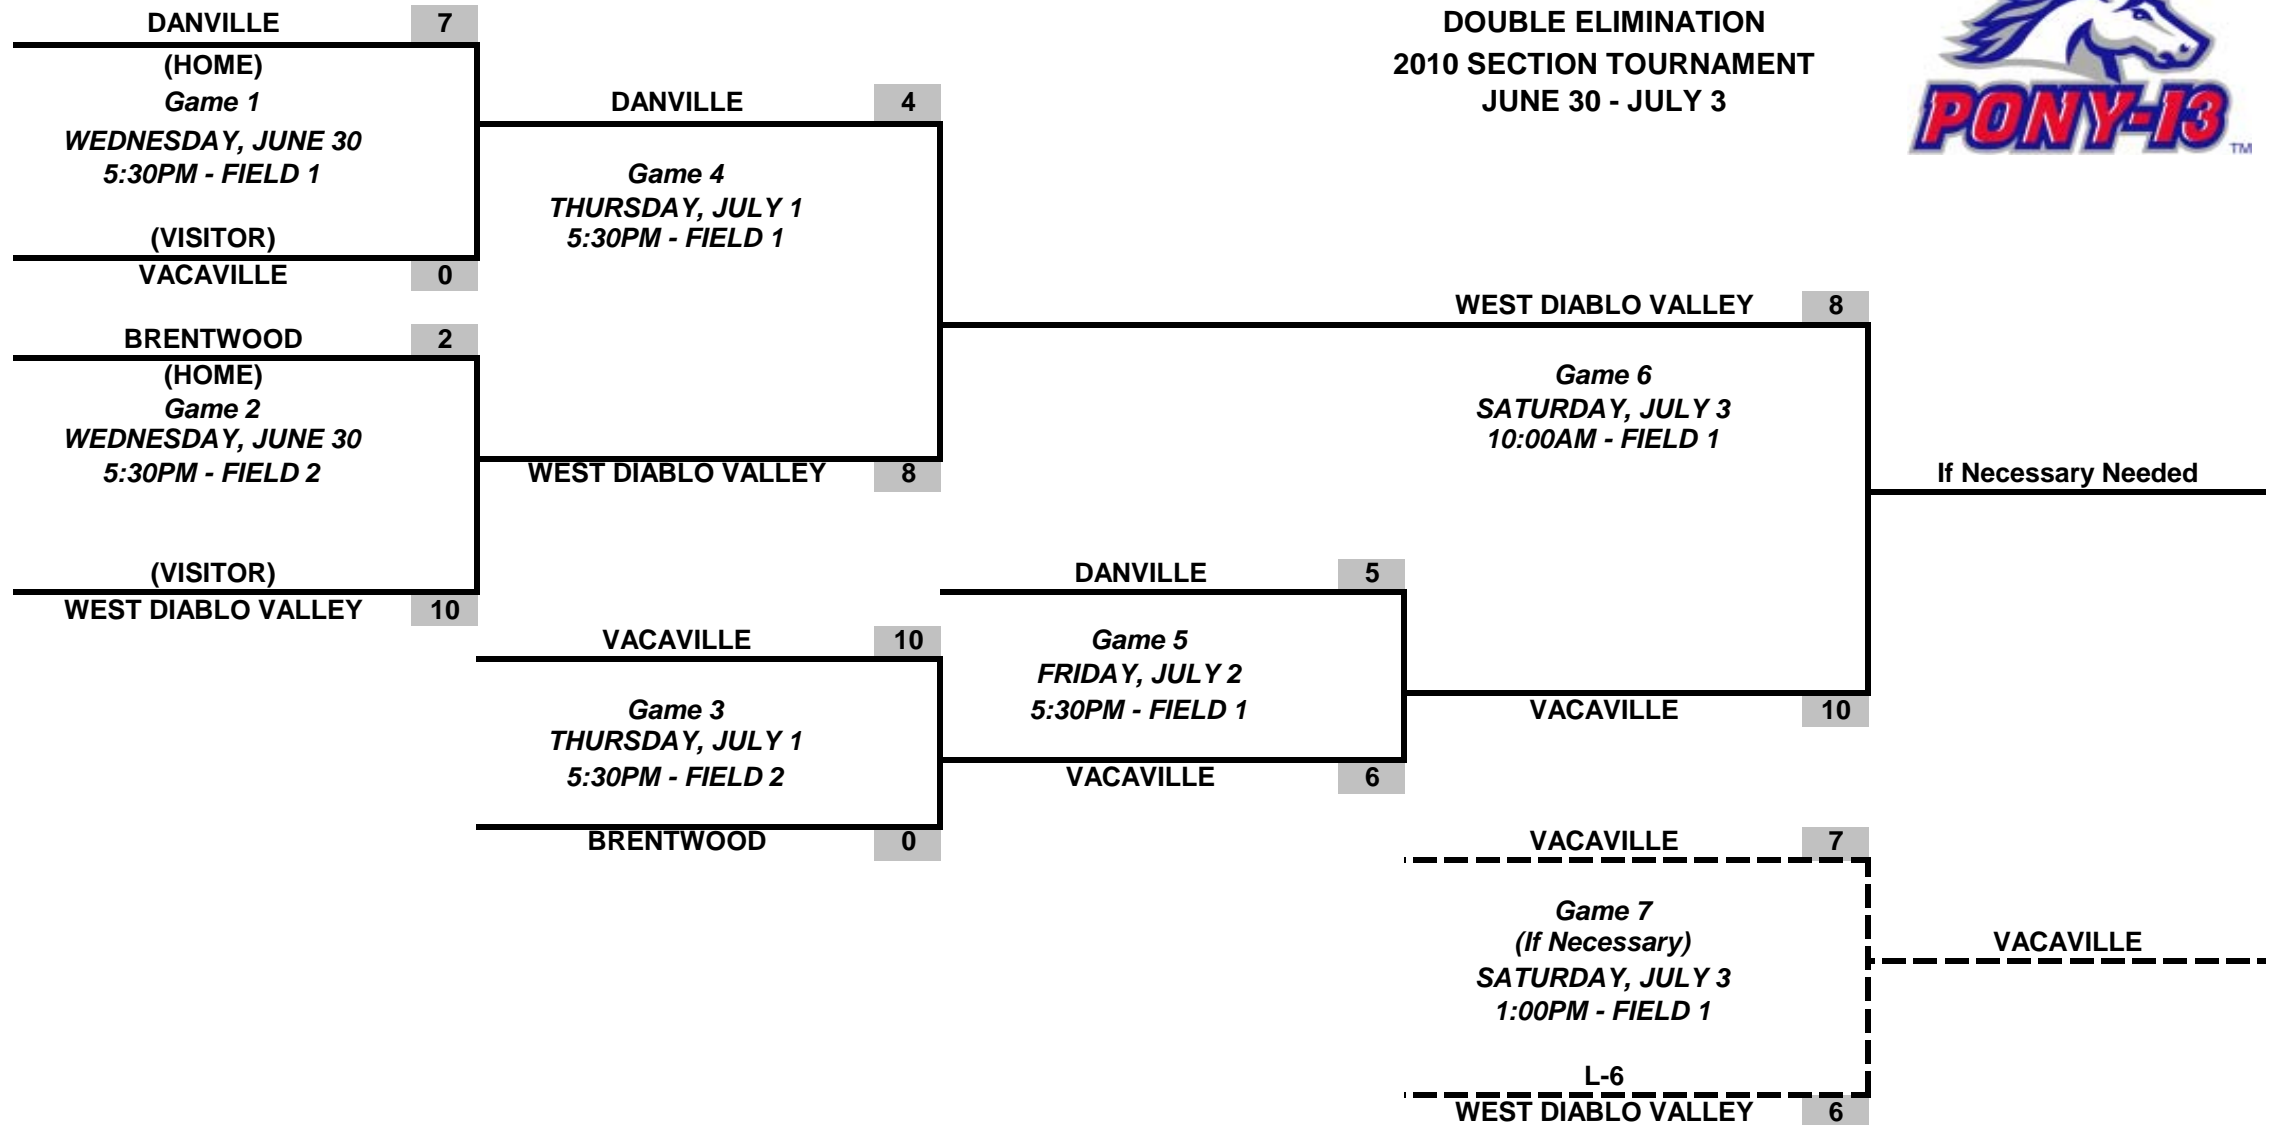 DOUBLE ELIMINATION
2010 SECTION TOURNAMENT
JUNE 30 - JULY 3
PONY-13 TM
DANVILLE 7
(HOME)
Game 1
WEDNESDAY, JUNE 30
5:30PM - FIELD 1
(VISITOR)
VACAVILLE 0
BRENTWOOD 2
(HOME)
Game 2
WEDNESDAY, JUNE 30
5:30PM - FIELD 2
(VISITOR)
WEST DIABLO VALLEY 10
DANVILLE 4
Game 4
THURSDAY, JULY 1
5:30PM - FIELD 1
WEST DIABLO VALLEY 8
VACAVILLE 10
Game 3
THURSDAY, JULY 1
5:30PM - FIELD 2
BRENTWOOD 0
DANVILLE 5
Game 5
FRIDAY, JULY 2
5:30PM - FIELD 1
VACAVILLE 6
WEST DIABLO VALLEY 8
Game 6
SATURDAY, JULY 3
10:00AM - FIELD 1
VACAVILLE 10
If Necessary Needed
VACAVILLE 7
Game 7
(If Necessary)
SATURDAY, JULY 3
1:00PM - FIELD 1
L-6
WEST DIABLO VALLEY 6
VACAVILLE